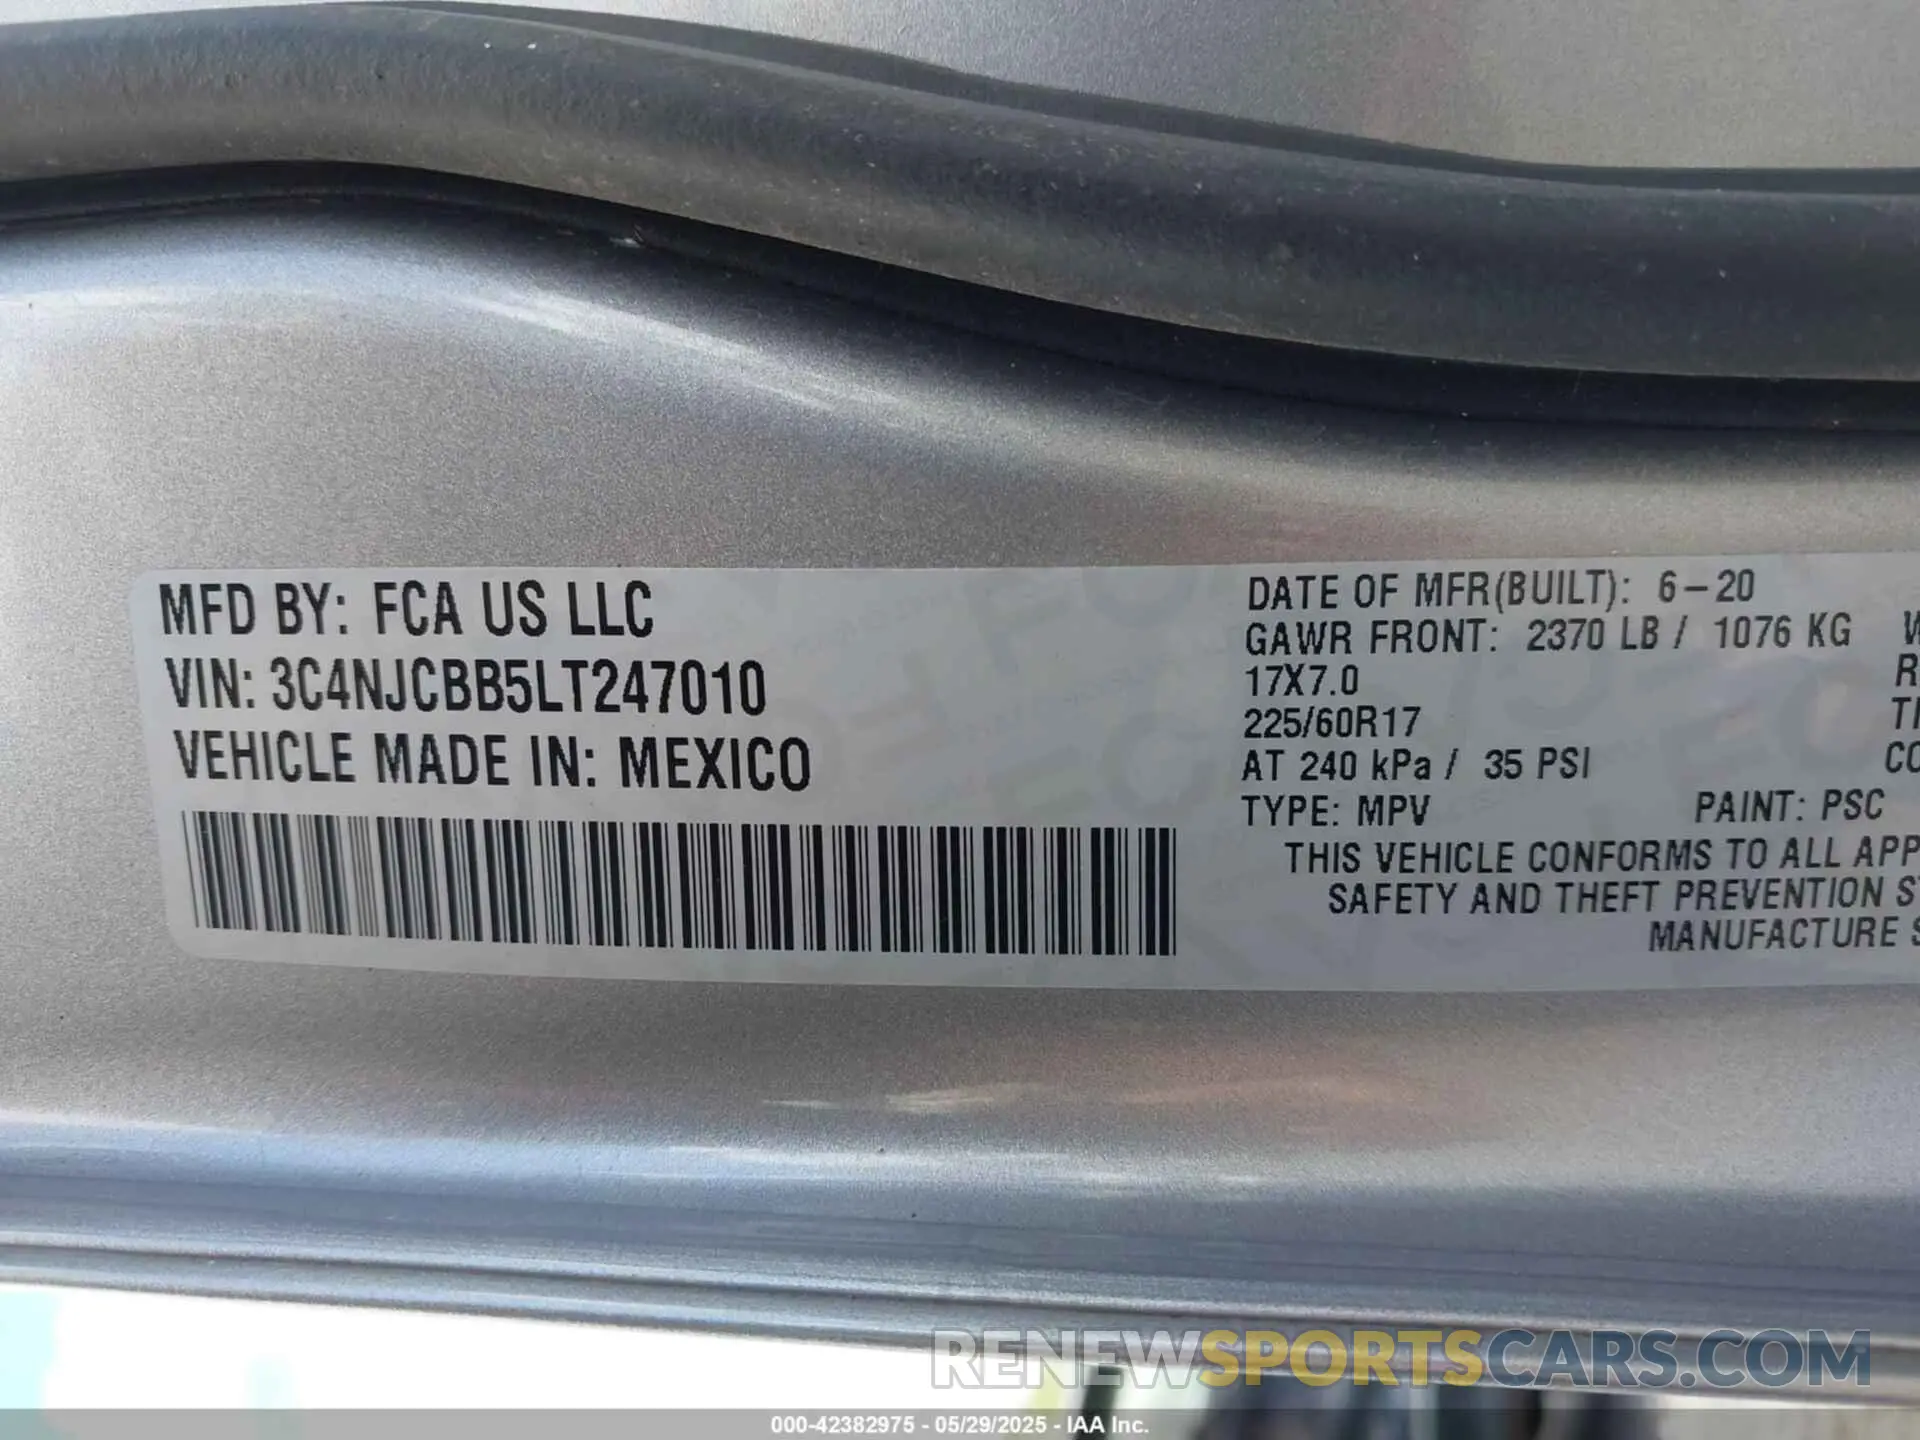 MFD BY: FCA US LLC
VIN: 3C4NJCBB5LT247010
VEHICLE MADE IN: MEXICO
DATE OF MFR(BUILT): 6-20
GAWR FRONT: 2370 LB / 1076 KG
17X7.0
225/60R17
AT 240 kPa / 35 PSI
TYPE: MPV PAINT: PSC
THIS VEHICLE CONFORMS TO ALL APP
SAFETY AND THEFT PREVENTION S
MANUFACTURE S
RENEWSPORTSCARS.COM
000-42382975 - 05/29/2025 - IAA Inc.